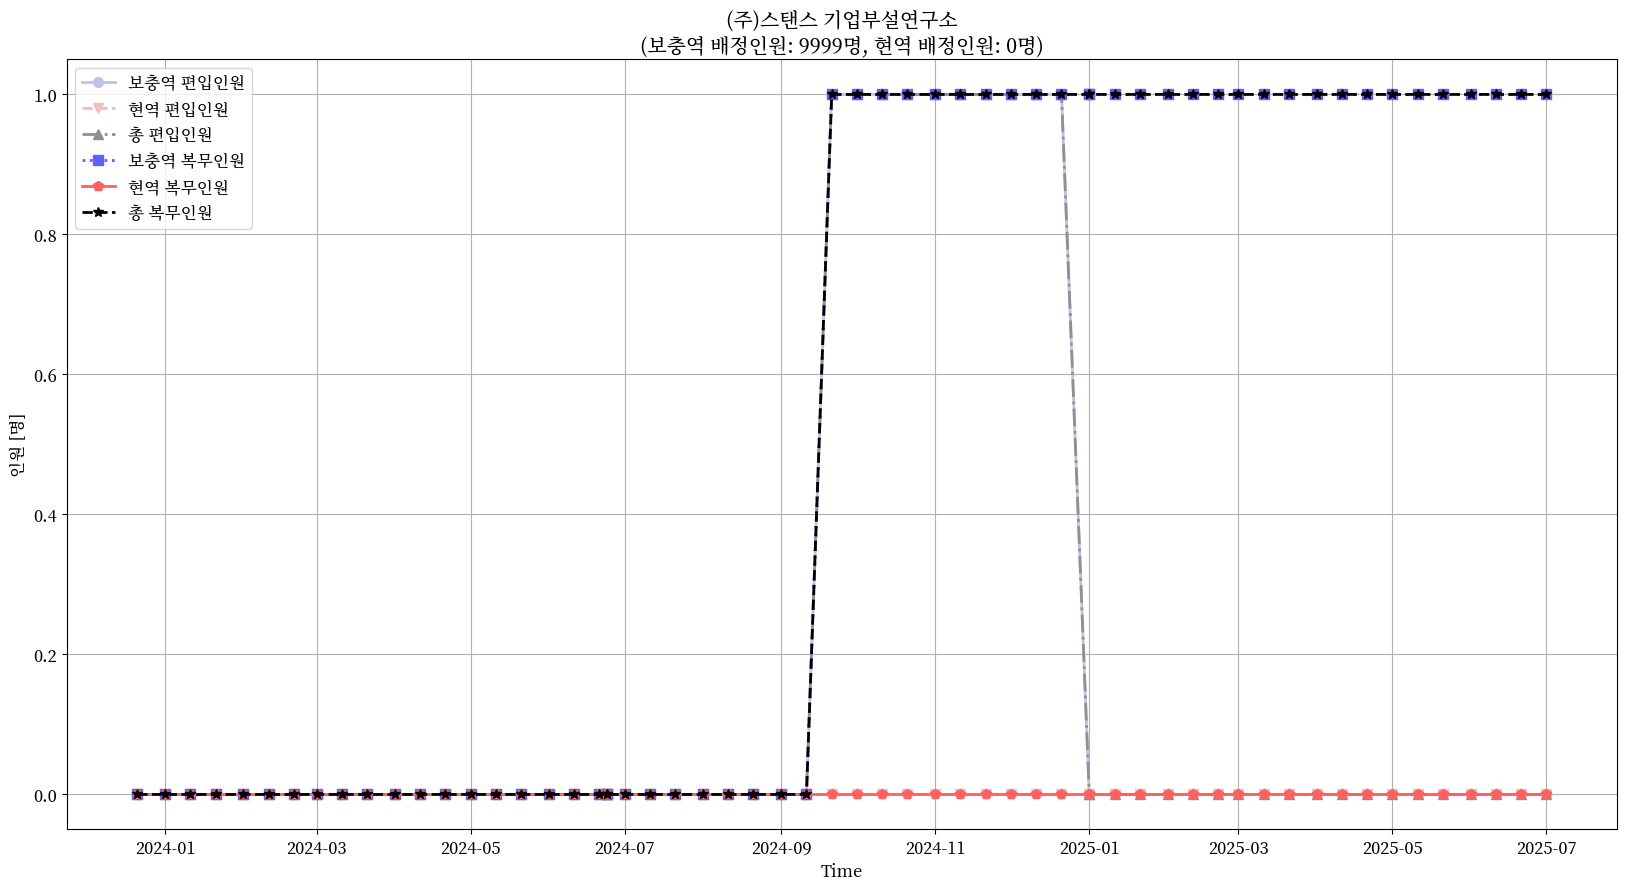 (주)스탠스 기업부설연구소
(보충역 배정인원: 9999명, 현역 배정인원: 0명)
보충역 편입인원
현역 편입인원
총 편입인원
보충역 복무인원
현역 복무인원
총 복무인원
1.0
0.8
0.6
0.4
0.2
0.0
인원 [명]
2024-01 2024-03 2024-05 2024-07 2024-09 2024-11 2025-01 2025-03 2025-05 2025-07
Time